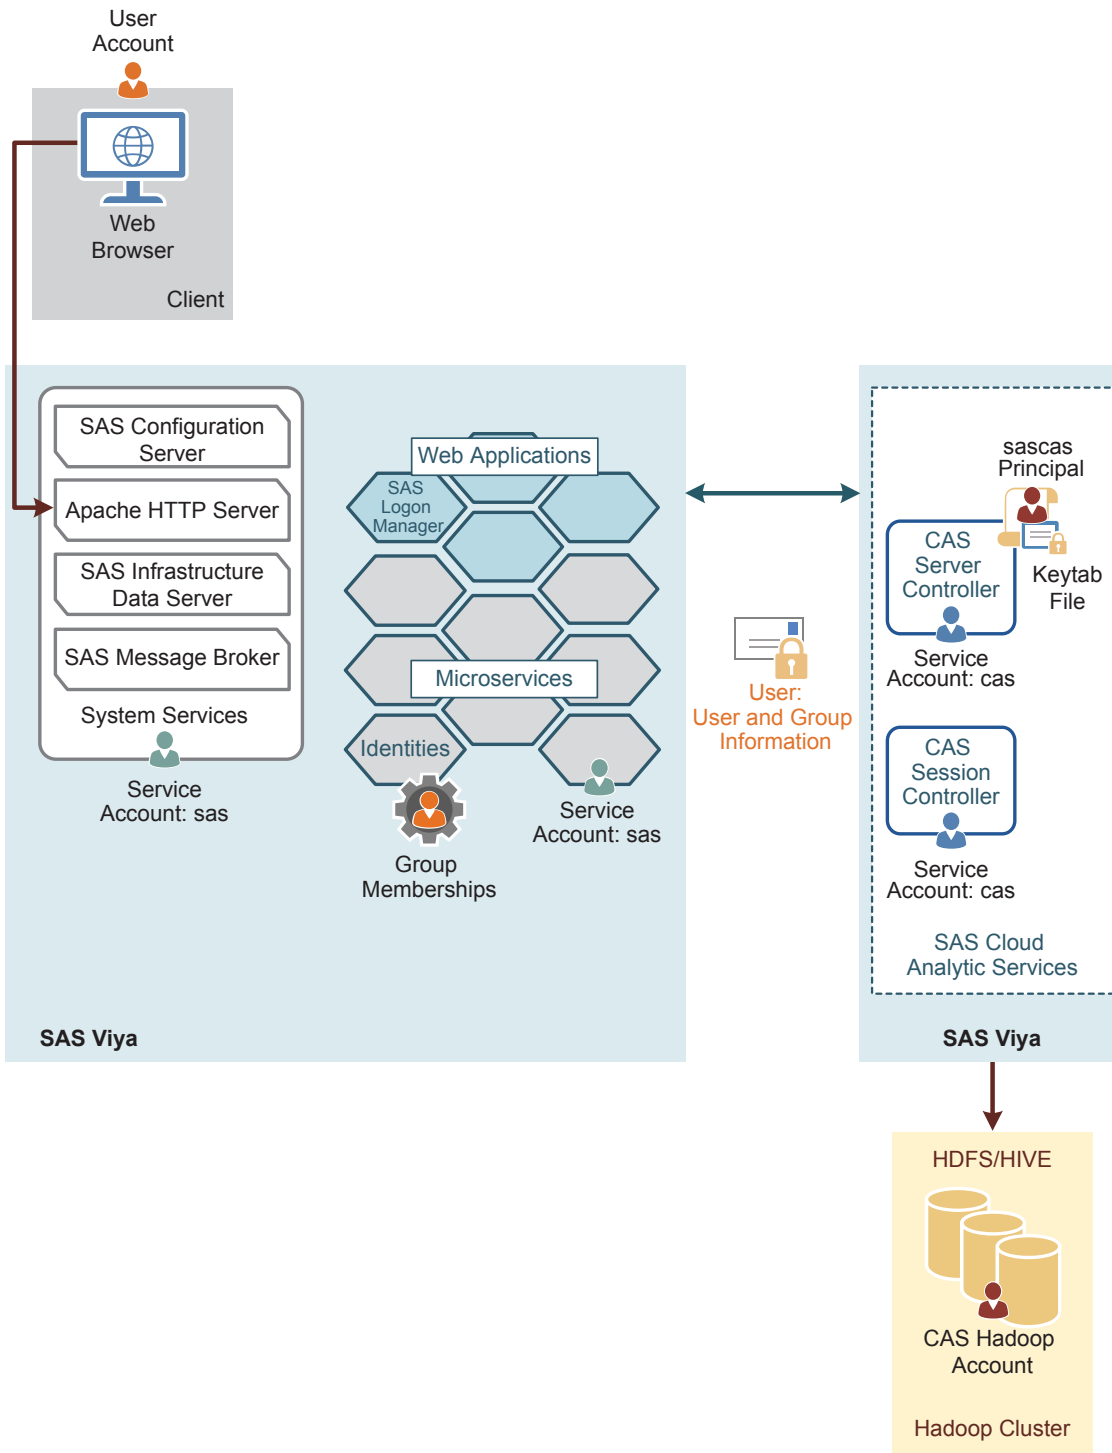 User
Account
Web
Browser
Client
SAS Configuration
Server
Apache HTTP Server
SAS Infrastructure
Data Server
SAS Message Broker
System Services
Service
Account: sas
Web Applications
SAS
Logon
Manager
Microservices
Identities
Group
Memberships
Service
Account: sas
SAS Viya
User:
User and Group
Information
sascas
Principal
Keytab
File
CAS
Server
Controller
Service
Account: cas
CAS
Session
Controller
Service
Account: cas
SAS Cloud
Analytic Services
SAS Viya
HDFS/HIVE
CAS Hadoop
Account
Hadoop Cluster